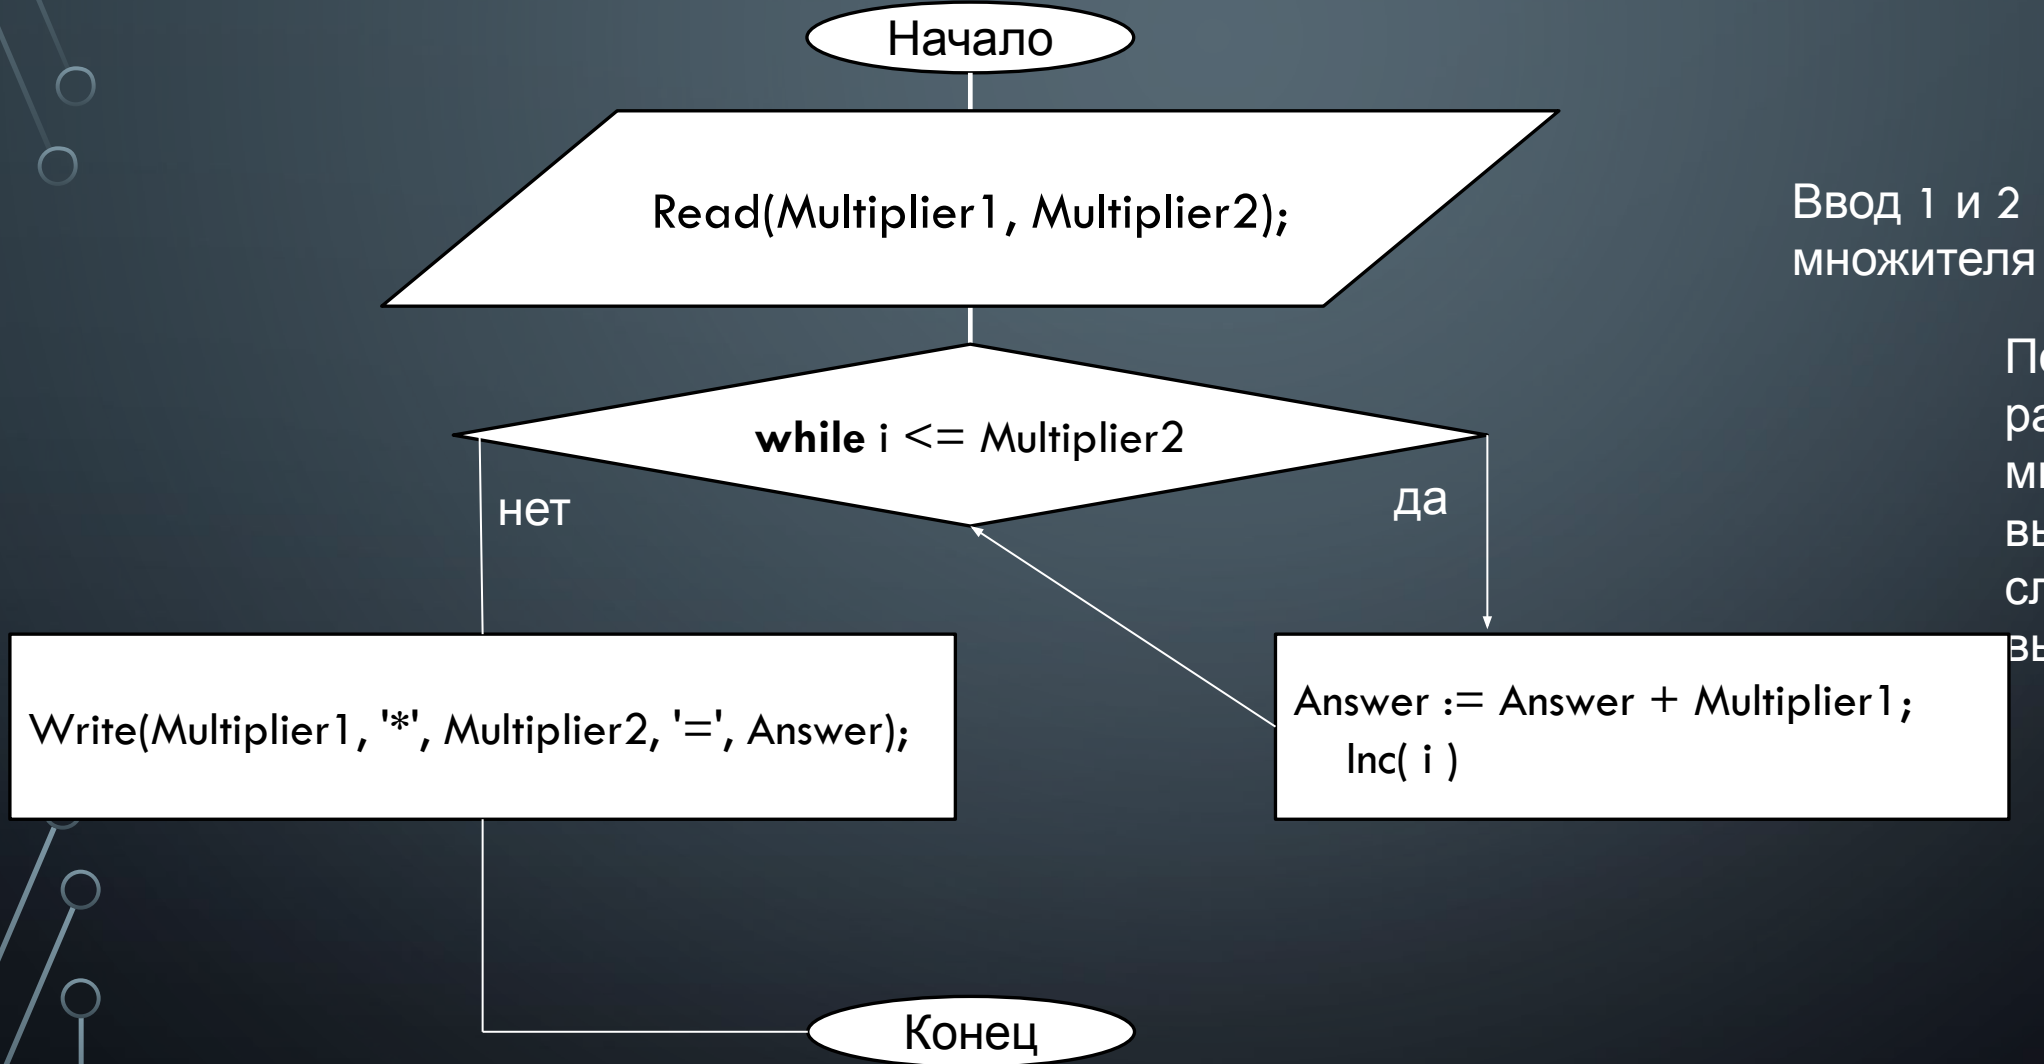 Начало
Read(Multiplier1, Multiplier2);
Ввод 1 и 2
множителя
while i <= Multiplier2
нет
да
Write(Multiplier1, '*', Multiplier2, '=', Answer);
Answer := Answer + Multiplier1;
Inc( i )
Конец